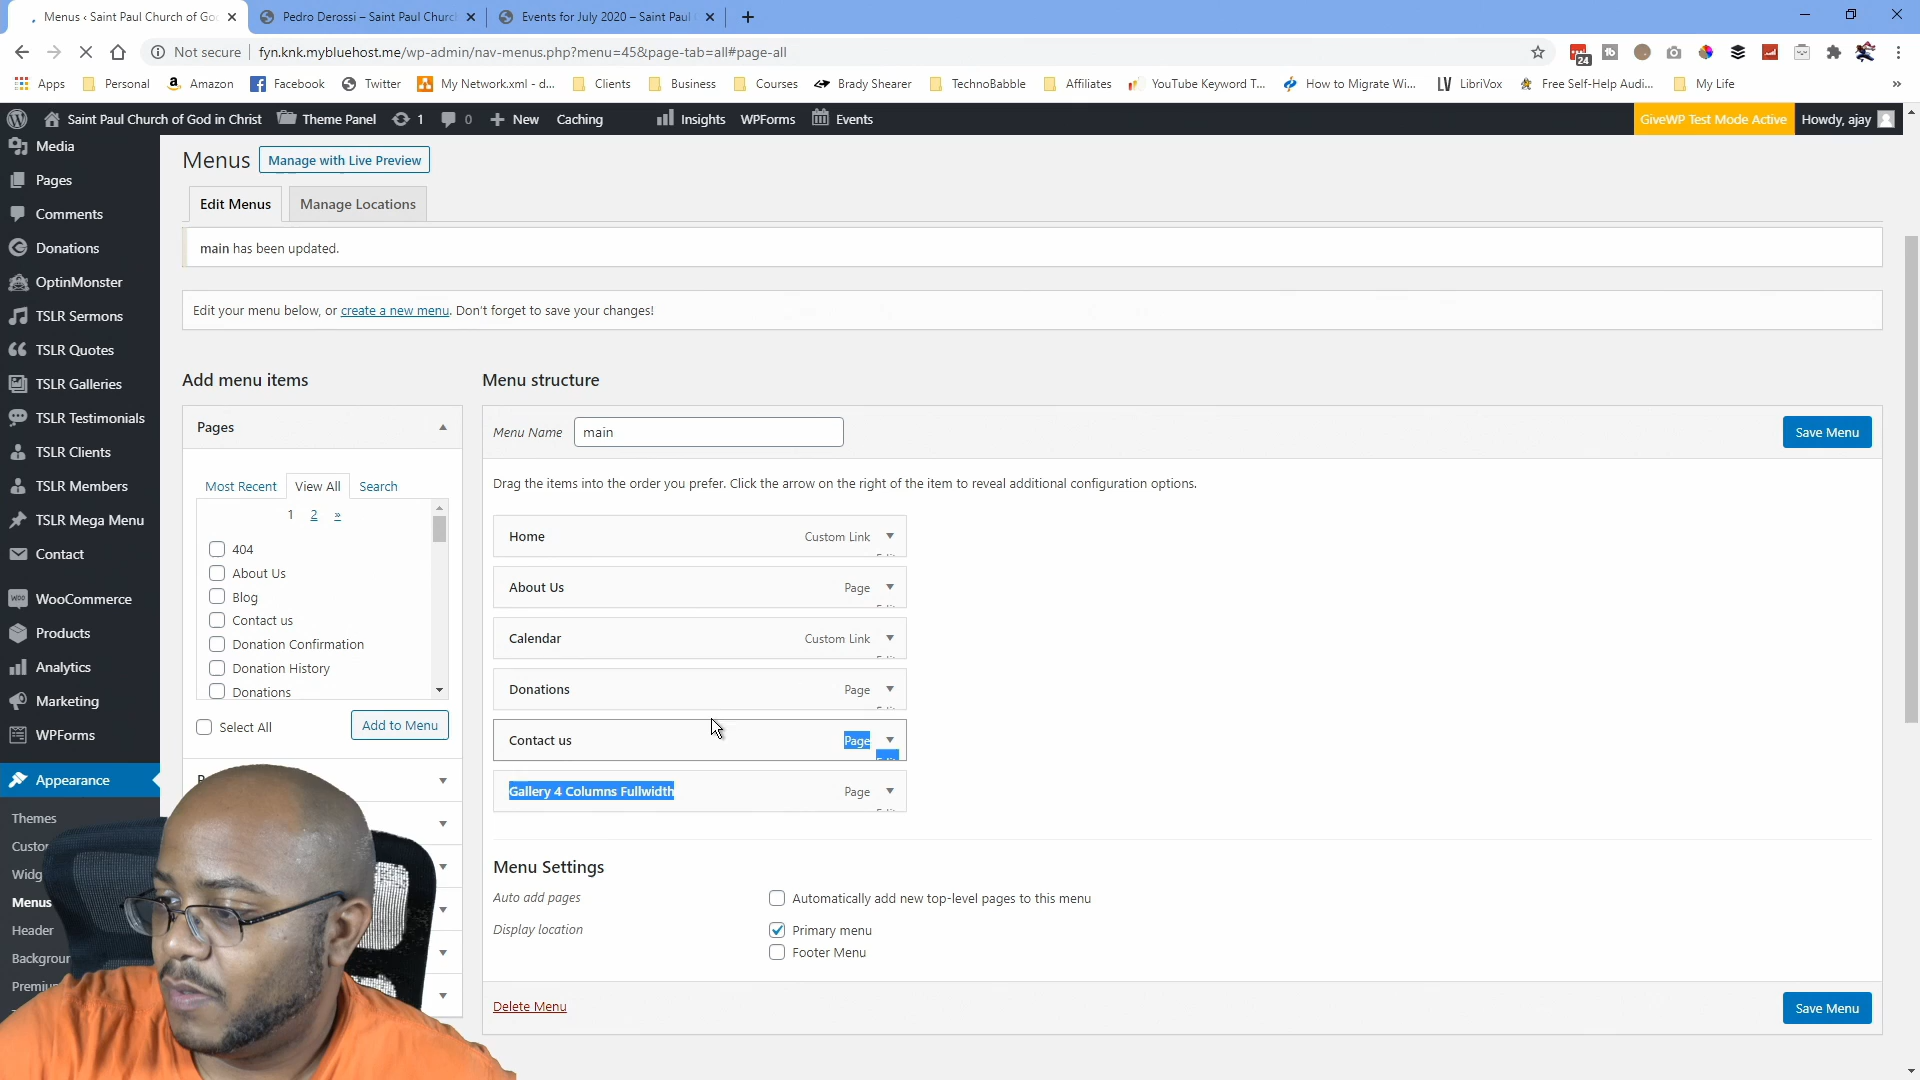 Menus ‹ Saint Paul Church of Go
Pedro Derossi – Saint Paul Churc
Events for July 2020 – Saint Paul
Not secure
fyn.knk.mybluehost.me/wp-admin/nav-menus.php?menu=45&page-tab=all#page-all
24
Apps
Personal
Amazon
Facebook
Twitter
My Network.xml - d...
Clients
Business
Courses
Brady Shearer
TechnoBabble
Affiliates
YouTube Keyword T...
How to Migrate Wi...
LibriVox
Free Self-Help Audi...
My Life
»
Saint Paul Church of God in Christ
Theme Panel
1
0
New
Caching
Insights
WPForms
Events
GiveWP Test Mode Active
Howdy, ajay
Media
Pages
Comments
Donations
OptinMonster
TSLR Sermons
TSLR Quotes
TSLR Galleries
TSLR Testimonials
TSLR Clients
TSLR Members
TSLR Mega Menu
Contact
WooCommerce
Products
Analytics
Marketing
WPForms
Appearance
Themes
Custo
Widg
Menus
Header
Backgroun
Premiu
Menus
Manage with Live Preview
Edit Menus
Manage Locations
main has been updated.
Edit your menu below, or create a new menu. Don't forget to save your changes!
Add menu items
Pages
Most Recent
View All
Search
1 2 »
404
About Us
Blog
Contact us
Donation Confirmation
Donation History
Donations
Select All
Add to Menu
Menu structure
Menu Name
main
Save Menu
Drag the items into the order you prefer. Click the arrow on the right of the item to reveal additional configuration options.
Home Custom Link
About Us Page
Calendar Custom Link
Donations Page
Contact us Page
Gallery 4 Columns Fullwidth Page
Menu Settings
Auto add pages
Automatically add new top-level pages to this menu
Display location
Primary menu
Footer Menu
Delete Menu
Save Menu